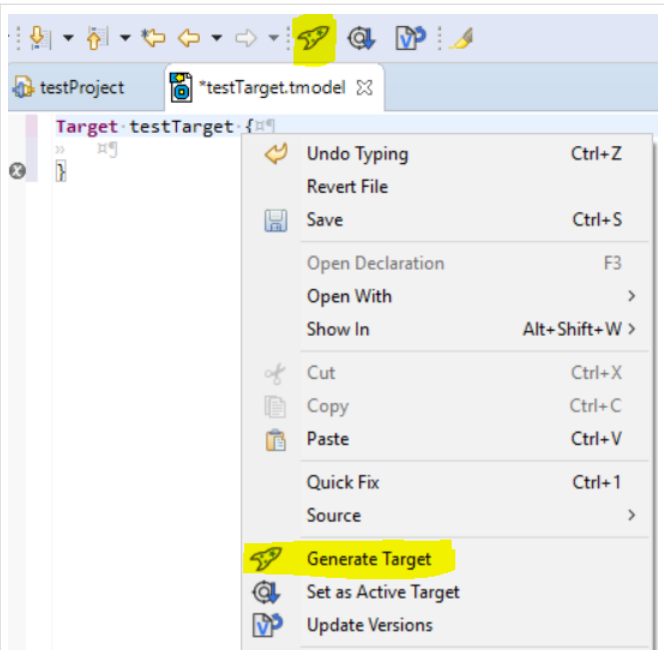 testProject
*testTarget.tmodel
Target testTarget {
}
Undo Typing Ctrl+Z
Revert File
Save Ctrl+S
Open Declaration F3
Open With >
Show In Alt+Shift+W >
Cut Ctrl+X
Copy Ctrl+C
Paste Ctrl+V
Quick Fix Ctrl+1
Source >
Generate Target
Set as Active Target
Update Versions